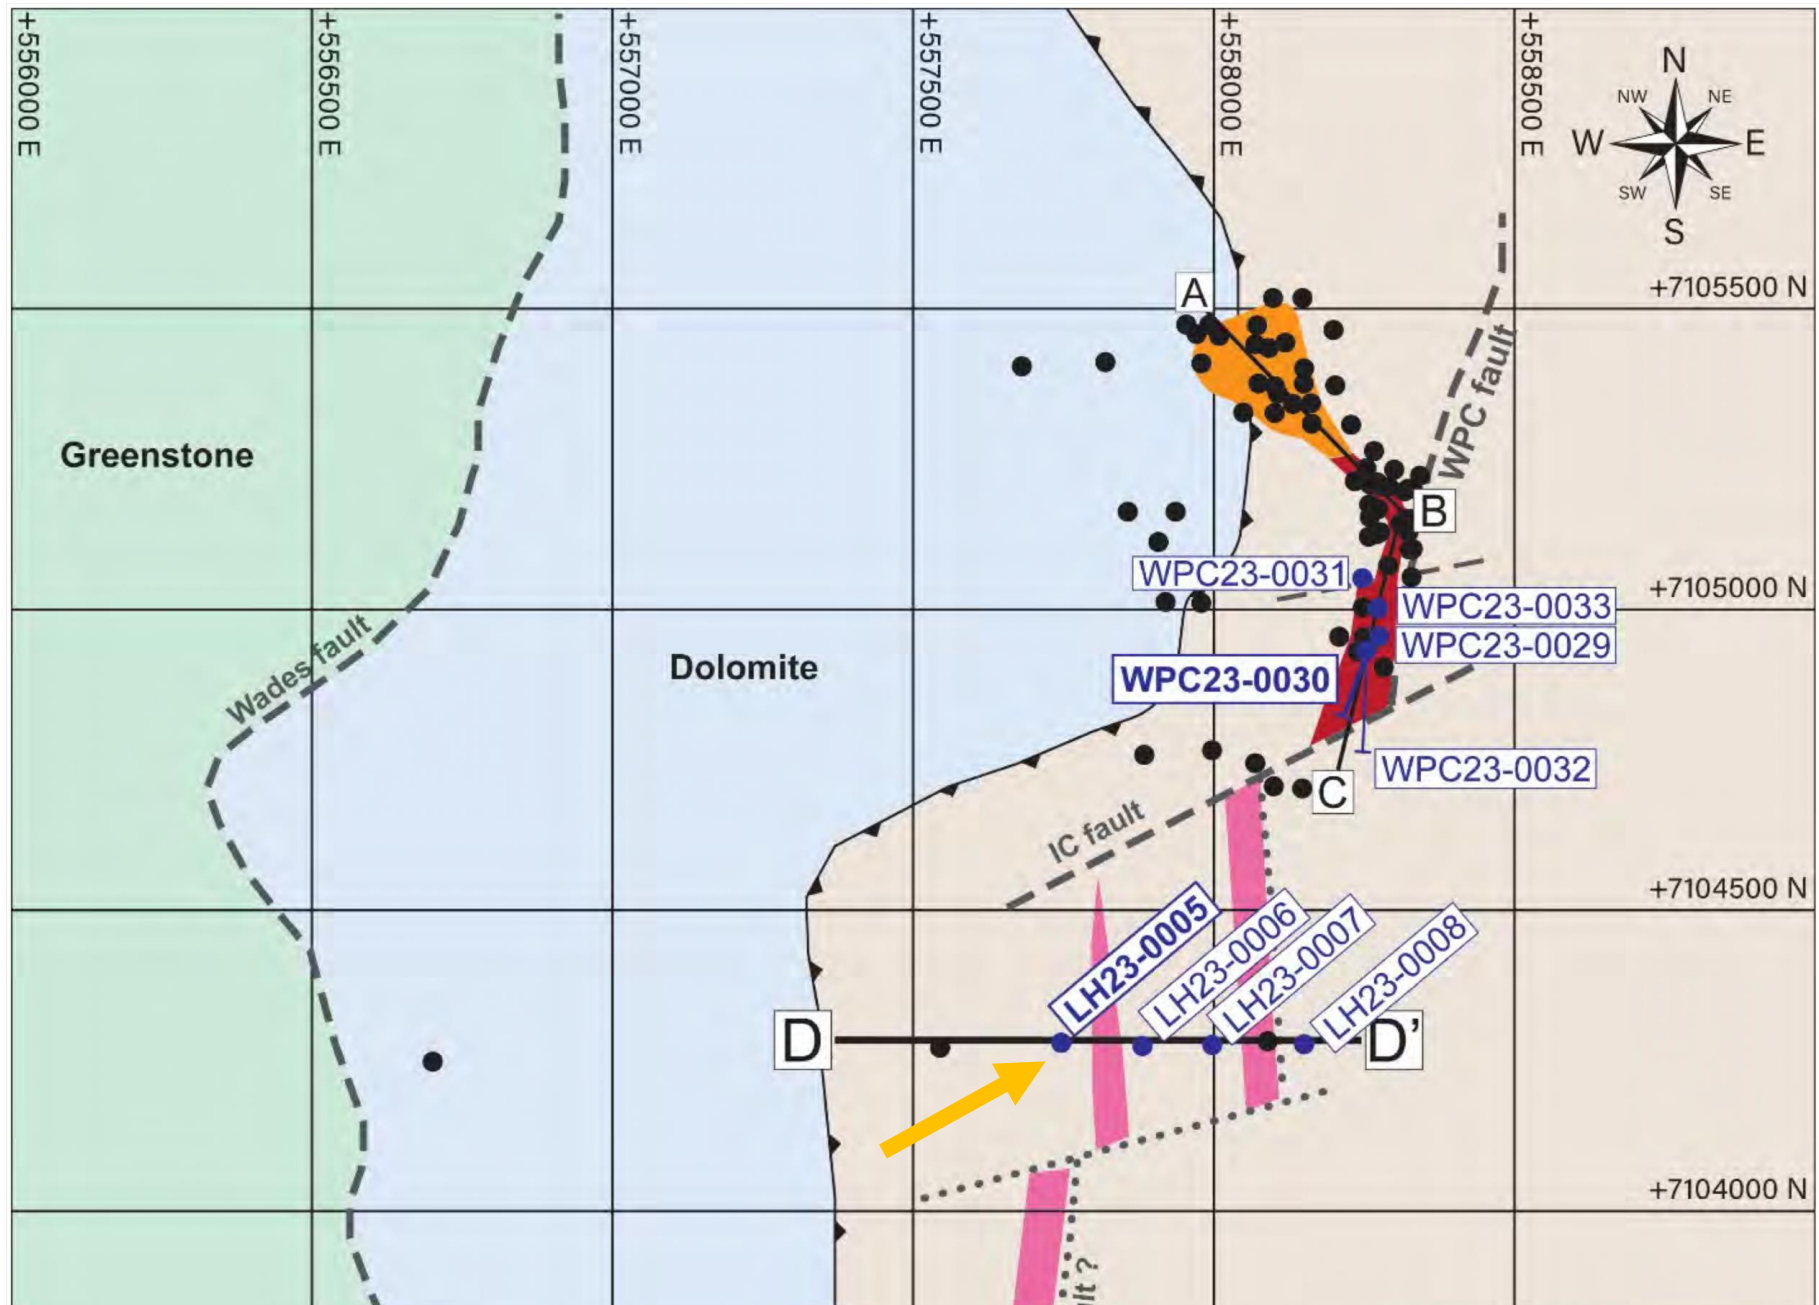 +556000 E
+556500 E
+557000 E
+557500 E
+558000 E
+558500 E
N
NW
NE
W
E
SW
SE
S
A
+7105500 N
WPC fault
Greenstone
B
WPC23-0031
+7105000 N
WPC23-0033
Wades fault
WPC23-0029
Dolomite
WPC23-0030
WPC23-0032
C
IC fault
+7104500 N
LH23-0005
LH23-0006
LH23-0007
LH23-0008
D
D’
+7104000 N
?